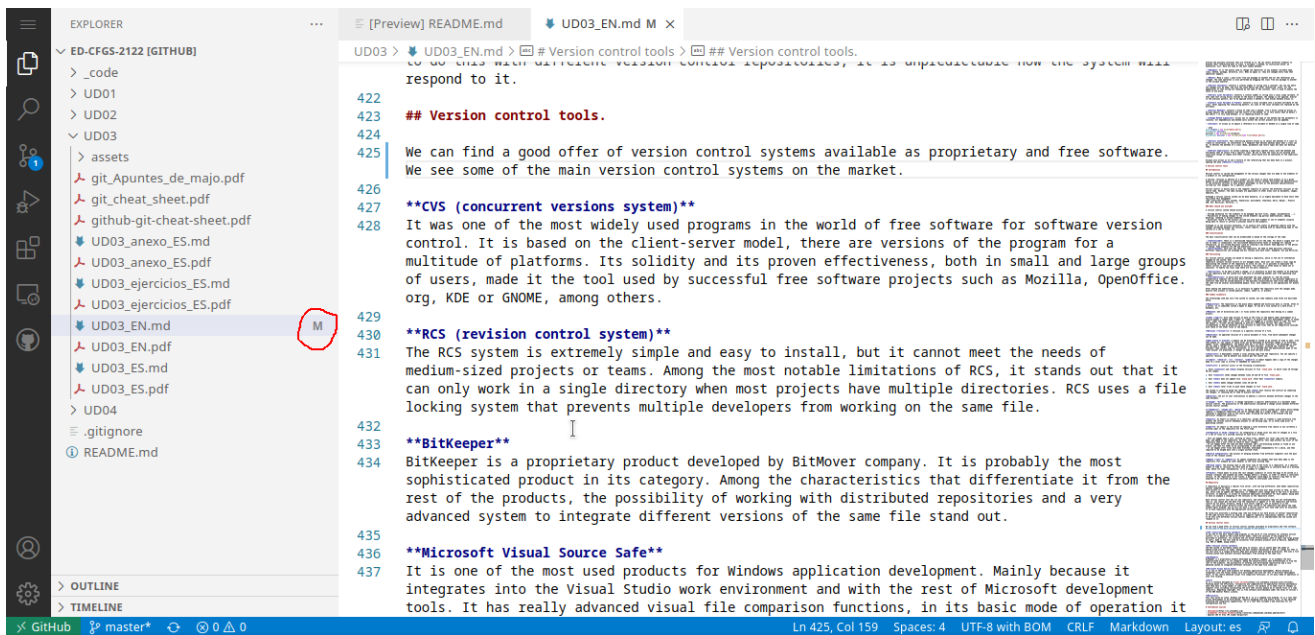 EXPLORER
[Preview] README.md
UD03_EN.md M
ED-CFGS-2122 [GITHUB]
_code
UD01
UD02
UD03
assets
git_Apuntes_de_majo.pdf
git_cheat_sheet.pdf
github-git-cheat-sheet.pdf
UD03_anexo_ES.md
UD03_anexo_ES.pdf
UD03_ejercicios_ES.md
UD03_ejercicios_ES.pdf
UD03_EN.md M
UD03_EN.pdf
UD03_ES.md
UD03_ES.pdf
UD04
.gitignore
README.md
OUTLINE
TIMELINE
1
UD03 > UD03_EN.md > # Version control tools > ## Version control tools.
to do this with different version control repositories, it is unpredictable how the system will
respond to it.
422
423 ## Version control tools.
424
425 We can find a good offer of version control systems available as proprietary and free software.
We see some of the main version control systems on the market.
426
427 **CVS (concurrent versions system)**
428 It was one of the most widely used programs in the world of free software for software version
control. It is based on the client-server model, there are versions of the program for a
multitude of platforms. Its solidity and its proven effectiveness, both in small and large groups
of users, made it the tool used by successful free software projects such as Mozilla, OpenOffice.
org, KDE or GNOME, among others.
429
430 **RCS (revision control system)**
431 The RCS system is extremely simple and easy to install, but it cannot meet the needs of
medium-sized projects or teams. Among the most notable limitations of RCS, it stands out that it
can only work in a single directory when most projects have multiple directories. RCS uses a file
locking system that prevents multiple developers from working on the same file.
432
433 **BitKeeper**
434 BitKeeper is a proprietary product developed by BitMover company. It is probably the most
sophisticated product in its category. Among the characteristics that differentiate it from the
rest of the products, the possibility of working with distributed repositories and a very
advanced system to integrate different versions of the same file stand out.
435
436 **Microsoft Visual Source Safe**
437 It is one of the most used products for Windows application development. Mainly because it
integrates into the Visual Studio work environment and with the rest of Microsoft development
tools. It has really advanced visual file comparison functions, in its basic mode of operation it
GitHub master* 0 0 Ln 425, Col 159 Spaces: 4 UTF-8 with BOM CRLF Markdown Layout: es